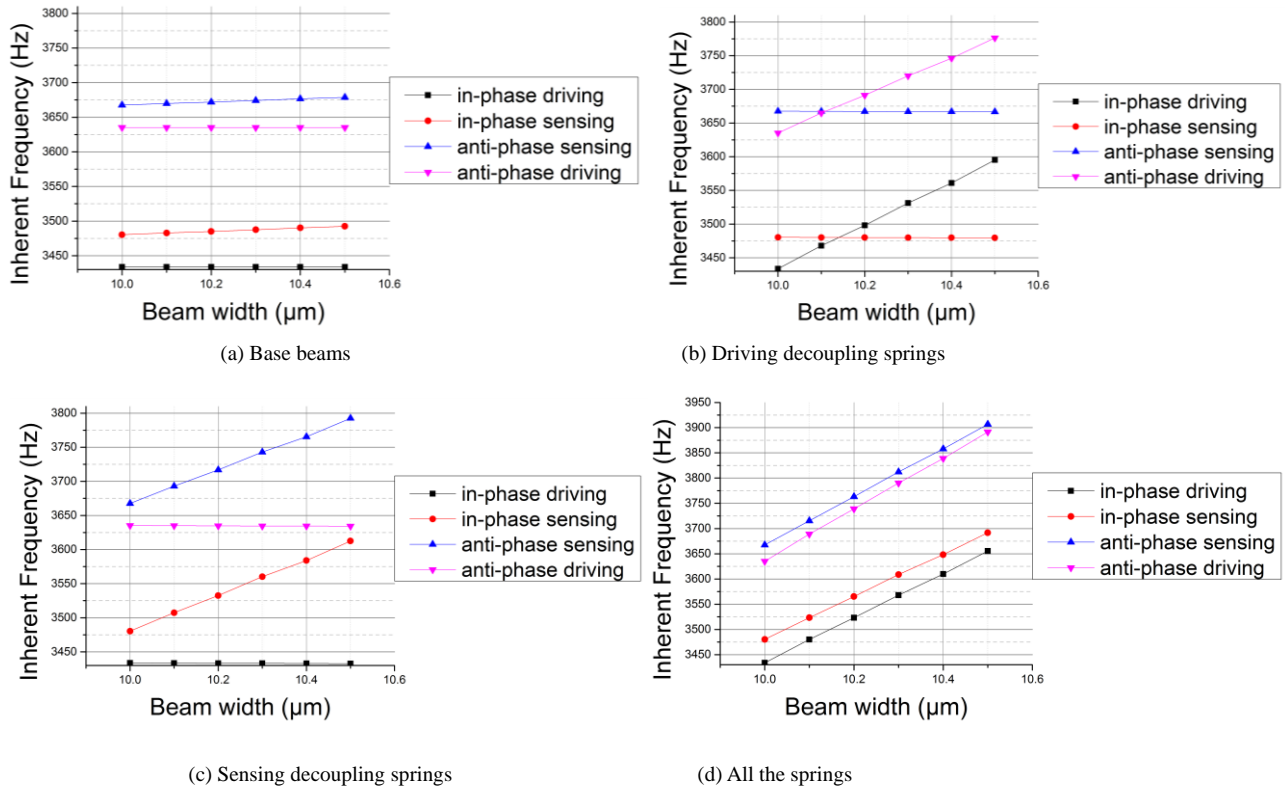 3800
3750
3700
3650
3600
3550
3500
3450
Inherent Frequency (Hz)
10.0
10.2
10.4
10.6
Beam width (μm)
in-phase driving
in-phase sensing
anti-phase sensing
anti-phase driving
(a) Base beams
3800
3750
3700
3650
3600
3550
3500
3450
Inherent Frequency (Hz)
10.0
10.2
10.4
10.6
Beam width (μm)
in-phase driving
in-phase sensing
anti-phase sensing
anti-phase driving
(b) Driving decoupling springs
3800
3750
3700
3650
3600
3550
3500
3450
Inherent Frequency (Hz)
10.0
10.2
10.4
10.6
Beam width (μm)
in-phase driving
in-phase sensing
anti-phase sensing
anti-phase driving
(c) Sensing decoupling springs
3950
3900
3850
3800
3750
3700
3650
3600
3550
3500
3450
Inherent Frequency (Hz)
10.0
10.2
10.4
10.6
Beam width (μm)
in-phase driving
in-phase sensing
anti-phase sensing
anti-phase driving
(d) All the springs